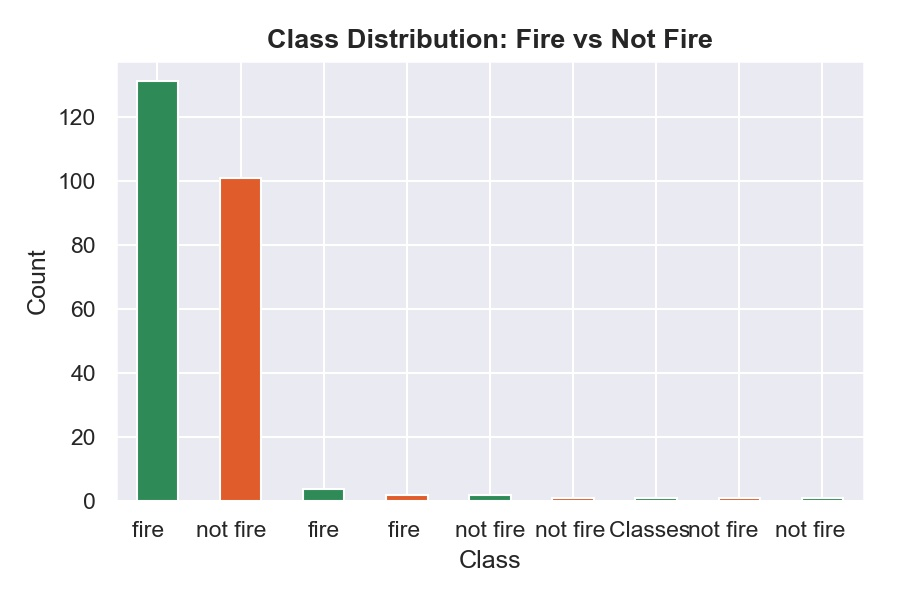 Class Distribution: Fire vs Not Fire
120
100
80
60
40
20
0
Count
fire not fire fire fire not fire not fire Classes not fire not fire
Class